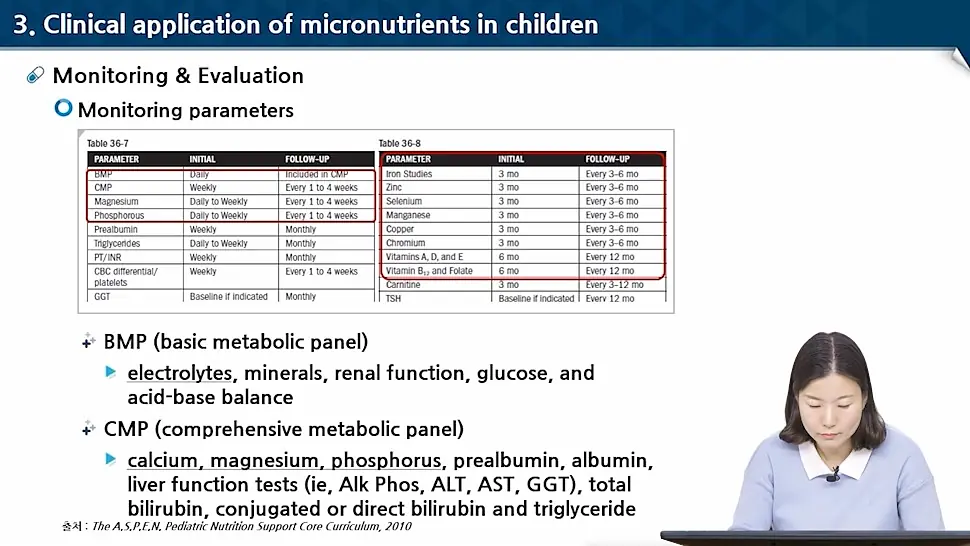 3. Clinical application of micronutrients in children
Monitoring & Evaluation
Monitoring parameters
Table 36-7
PARAMETER INITIAL FOLLOW-UP
BMP Daily Included in CMP
CMP Weekly Every 1 to 4 weeks
Magnesium Daily to Weekly Every 1 to 4 weeks
Phosphorous Daily to Weekly Every 1 to 4 weeks
Prealbumin Weekly Monthly
Triglycerides Daily to Weekly Monthly
PT/INR Weekly Monthly
CBC differential/ Weekly Every 1 to 4 weeks
platelets
GGT Baseline if indicated Monthly
Table 36-8
PARAMETER INITIAL FOLLOW-UP
Iron Studies 3 mo Every 3–6 mo
Zinc 3 mo Every 3–6 mo
Selenium 3 mo Every 3–6 mo
Manganese 3 mo Every 3–6 mo
Copper 3 mo Every 3–6 mo
Chromium 3 mo Every 3–6 mo
Vitamins A, D, and E 6 mo Every 12 mo
Vitamin B12 and Folate 6 mo Every 12 mo
Carnitine 3 mo Every 3–12 mo
TSH Baseline if indicated Every 12 mo
BMP (basic metabolic panel)
electrolytes, minerals, renal function, glucose, and
acid-base balance
CMP (comprehensive metabolic panel)
calcium, magnesium, phosphorus, prealbumin, albumin,
liver function tests (ie, Alk Phos, ALT, AST, GGT), total
bilirubin, conjugated or direct bilirubin and triglyceride
출처 : The A,S,P,E,N, Pediatric Nutrition Support Core Curriculum, 2010